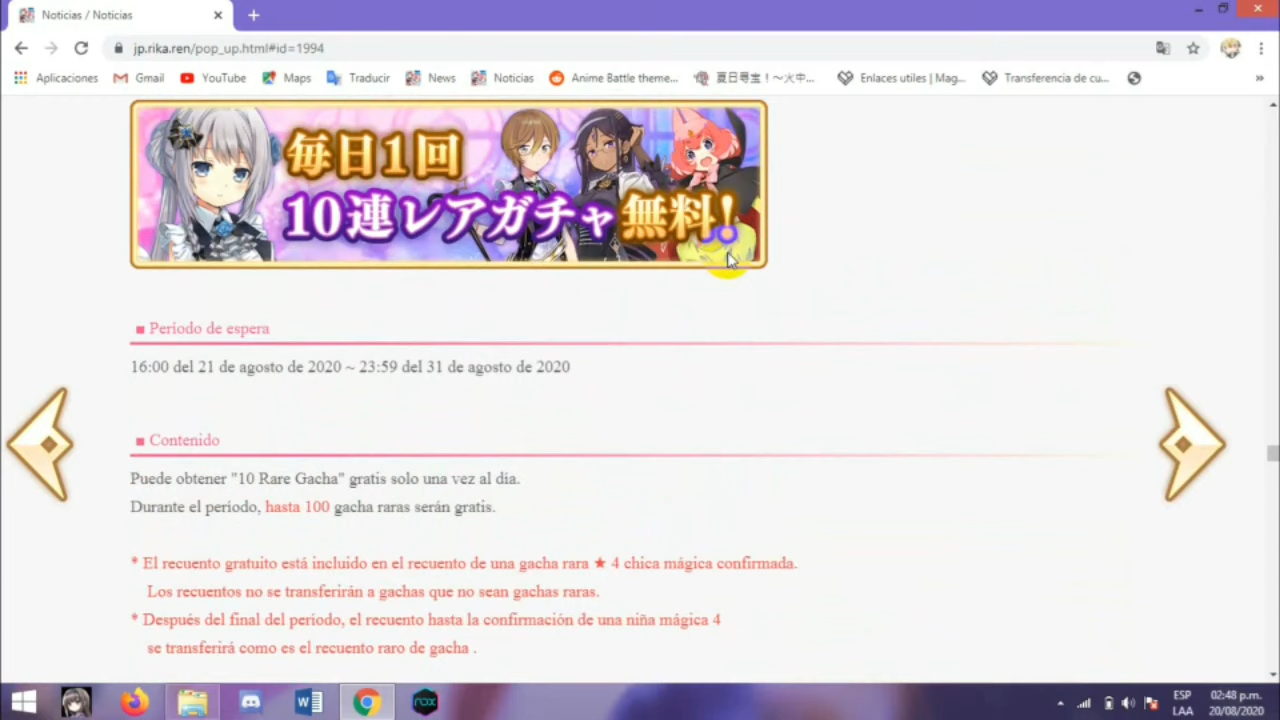 Noticias / Noticias
jp.rika.ren/pop_up.html#id=1994
Aplicaciones
Gmail
YouTube
Maps
Traducir
News
Noticias
Anime Battle theme...
夏日尋宝！～火中...
Enlaces utiles | Mag...
Transferencia de cu...
»
毎日1回
10連レアガチャ無料!
■ Período de espera
16:00 del 21 de agosto de 2020 ~ 23:59 del 31 de agosto de 2020
■ Contenido
Puede obtener "10 Rare Gacha" gratis solo una vez al día.
Durante el período, hasta 100 gacha raras serán gratis.
* El recuento gratuito está incluido en el recuento de una gacha rara ★ 4 chica mágica confirmada.
Los recuentos no se transferirán a gachas que no sean gachas raras.
* Después del final del período, el recuento hasta la confirmación de una niña mágica 4
se transferirá como es el recuento raro de gacha .
nox
ESP
LAA
02:48 p.m.
20/08/2020